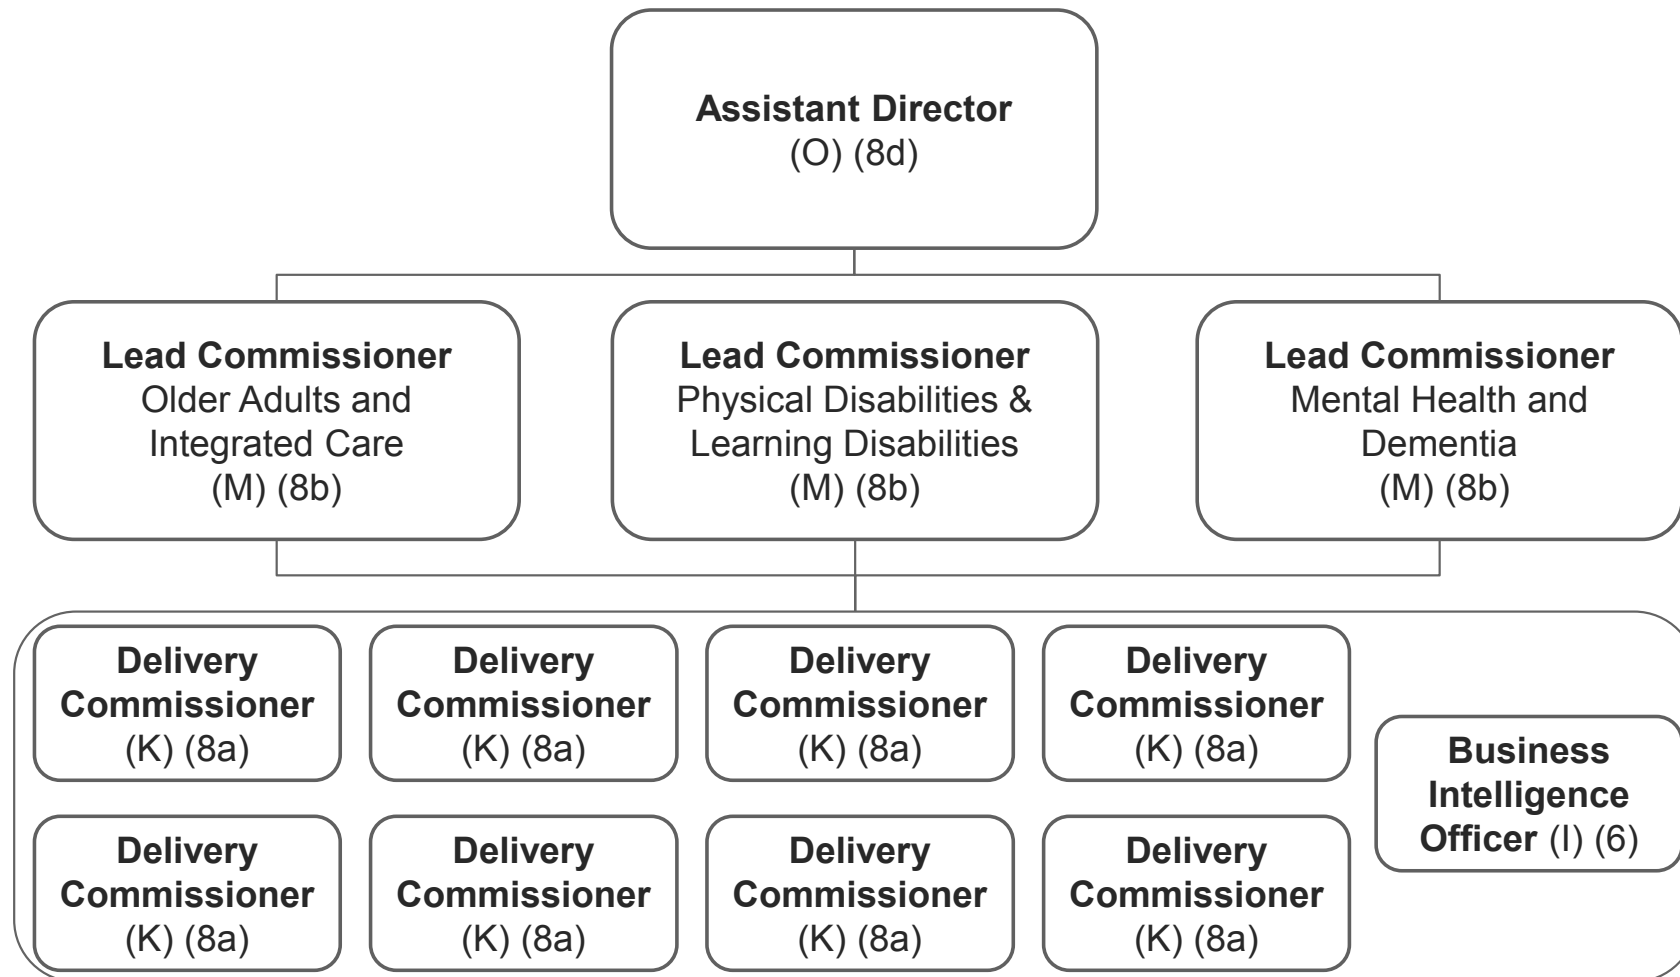 Assistant Director
(O) (8d)
Lead Commissioner
Older Adults and
Integrated Care
(M) (8b)
Lead Commissioner
Physical Disabilities &
Learning Disabilities
(M) (8b)
Lead Commissioner
Mental Health and
Dementia
(M) (8b)
Delivery
Commissioner
(K) (8a)
Delivery
Commissioner
(K) (8a)
Delivery
Commissioner
(K) (8a)
Delivery
Commissioner
(K) (8a)
Business
Intelligence
Officer (I) (6)
Delivery
Commissioner
(K) (8a)
Delivery
Commissioner
(K) (8a)
Delivery
Commissioner
(K) (8a)
Delivery
Commissioner
(K) (8a)